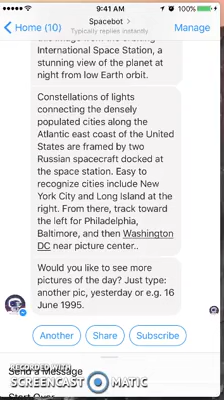 9:41 AM
100%
Home (10)
Spacebot
Typically replies instantly
Manage
International Space Station, a
stunning view of the planet at
night from low Earth orbit.
Constellations of lights
connecting the densely
populated cities along the
Atlantic east coast of the United
States are framed by two
Russian spacecraft docked at
the space station. Easy to
recognize cities include New
York City and Long Island at the
right. From there, track toward
the left for Philadelphia,
Baltimore, and then Washington
DC near picture center..
Would you like to see more
pictures of the day? Just type:
another pic, yesterday or e.g. 16
June 1995.
Another
Share
Subscribe
Send a Message
RECORDED WITH
SCREENCAST MATIC
Start Over